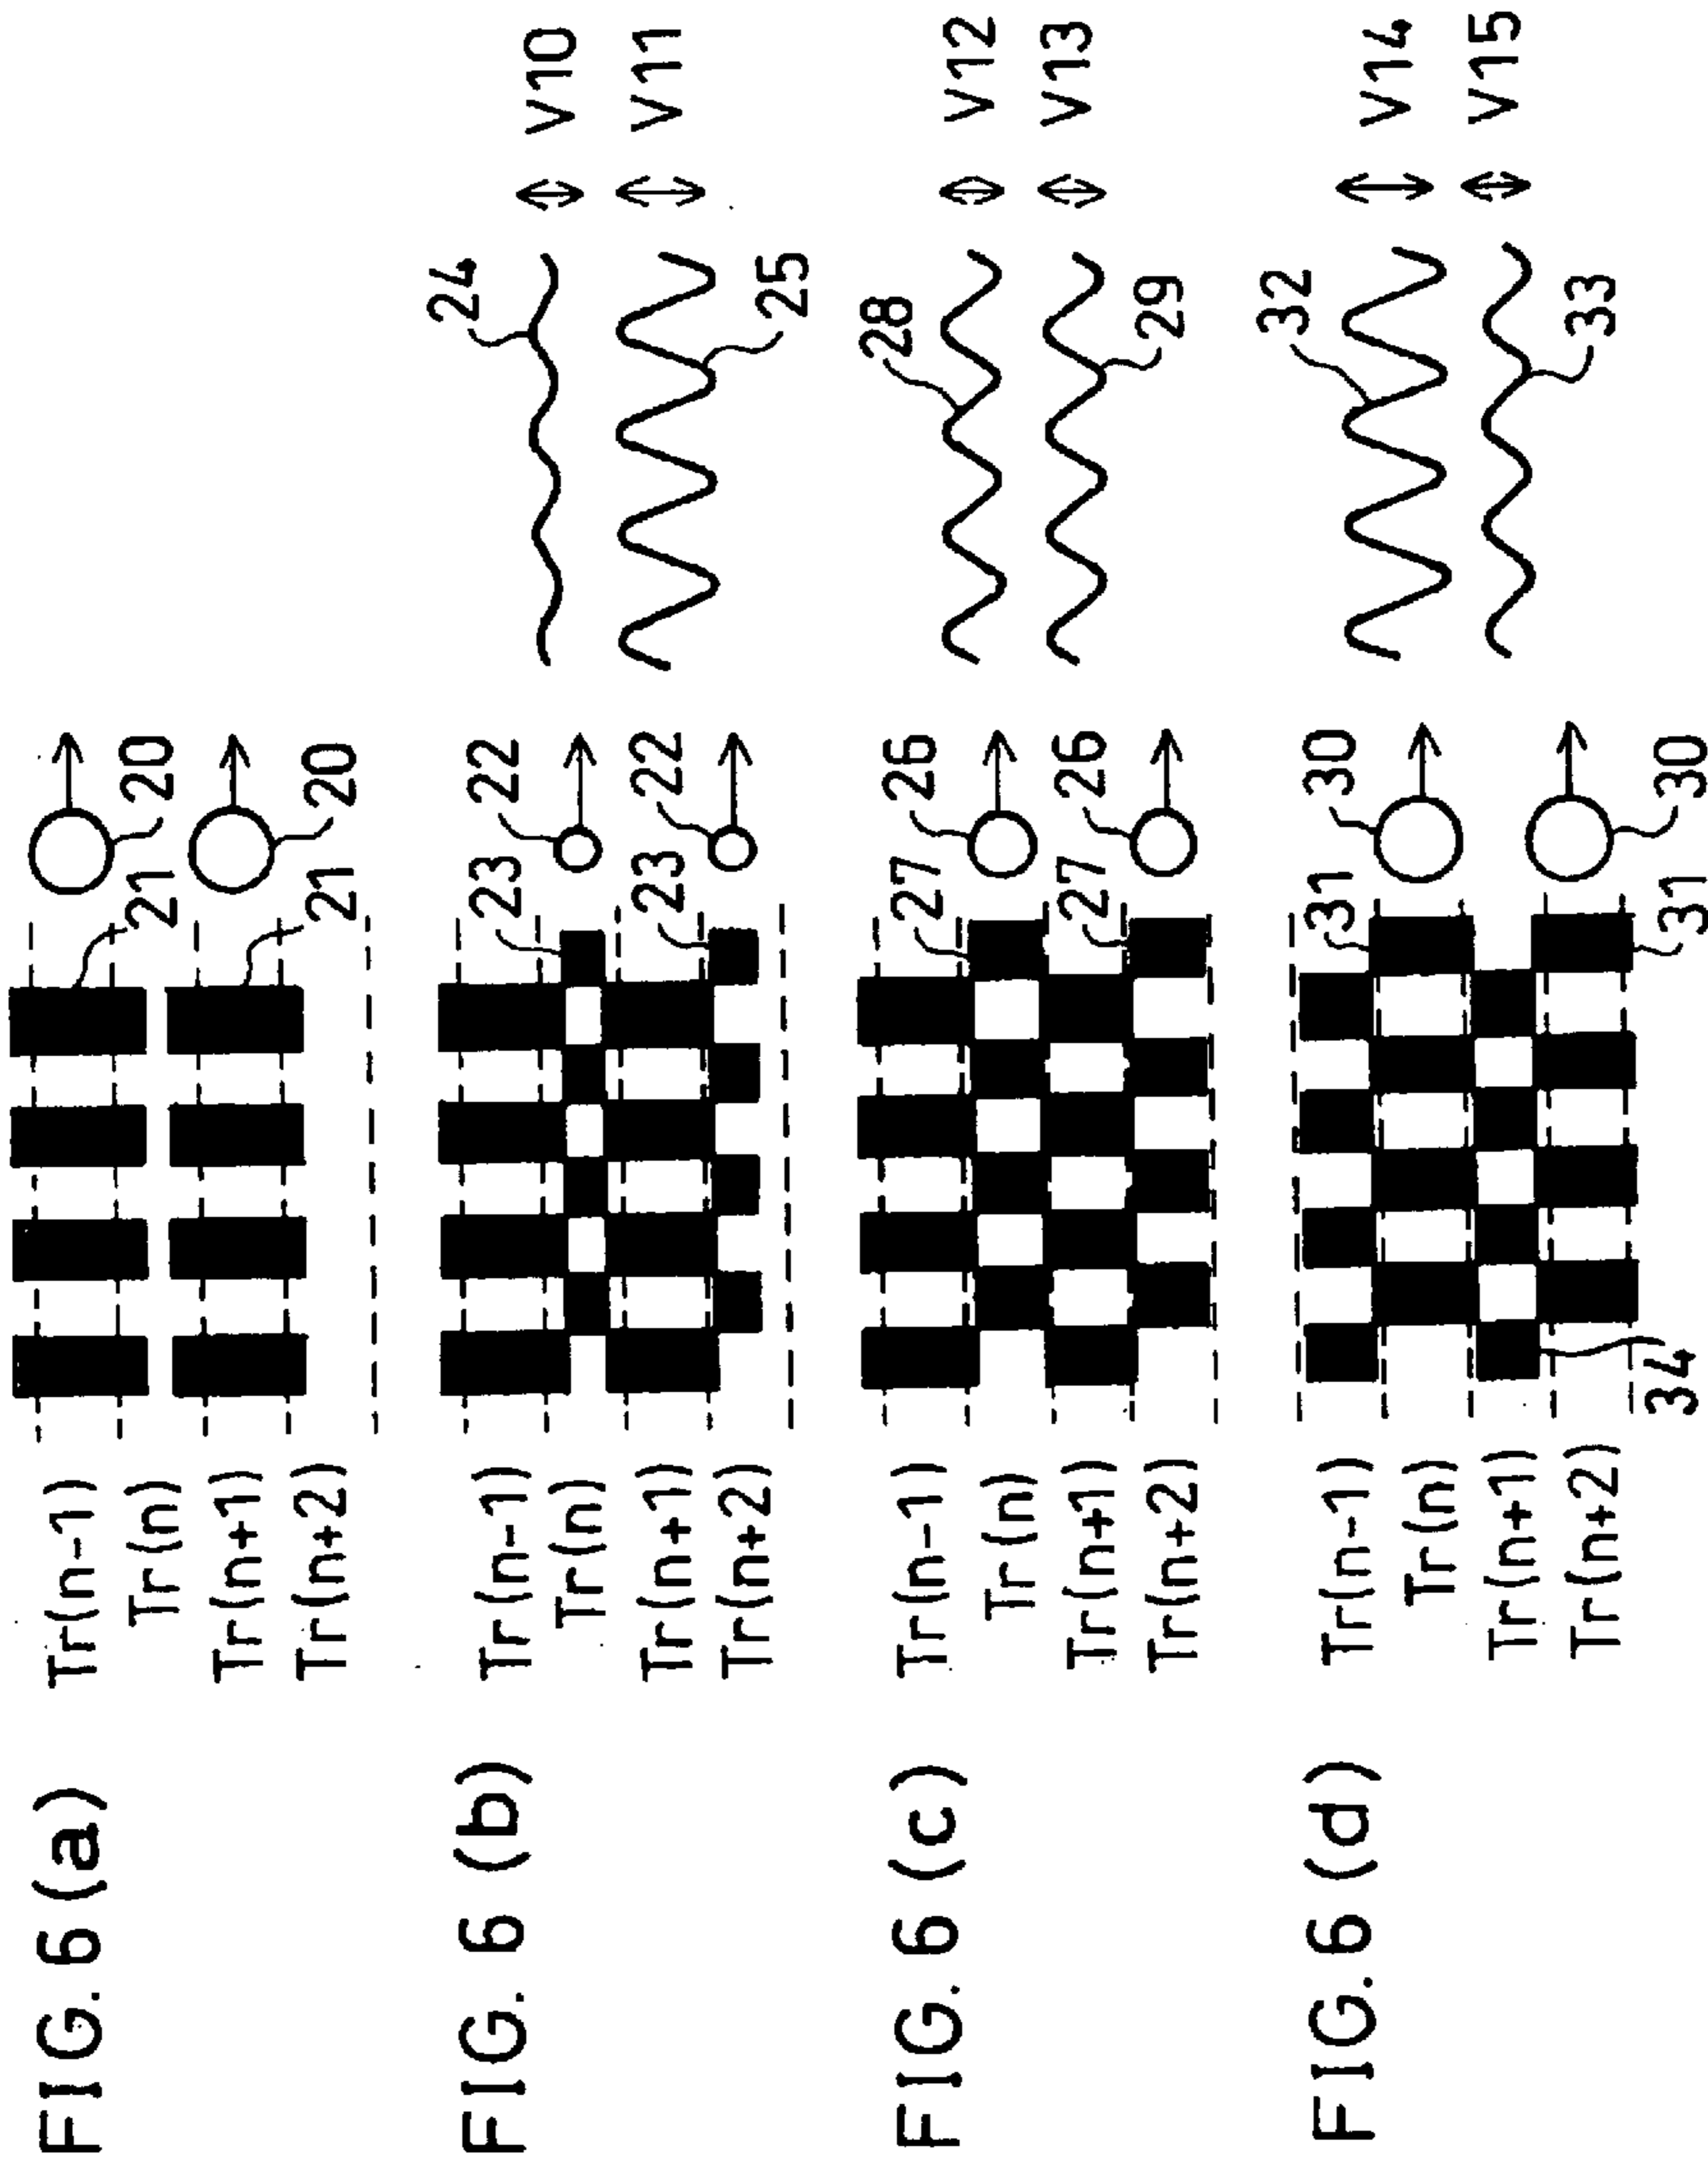 FIG. 6 (a)
Tr(n-1)
Tr(n)
Tr(n+1)
Tr(n+2)
21
20
21
20
FIG. 6 (b)
Tr(n-1)
Tr(n)
Tr(n+1)
Tr(n+2)
23
22
23
22
24
25
V10
V11
FIG. 6 (c)
Tr(n-1)
Tr(n)
Tr(n+1)
Tr(n+2)
27
26
27
26
28
29
V12
V13
FIG. 6 (d)
Tr(n-1)
Tr(n)
Tr(n+1)
Tr(n+2)
34
31
30
31
30
32
33
V14
V15